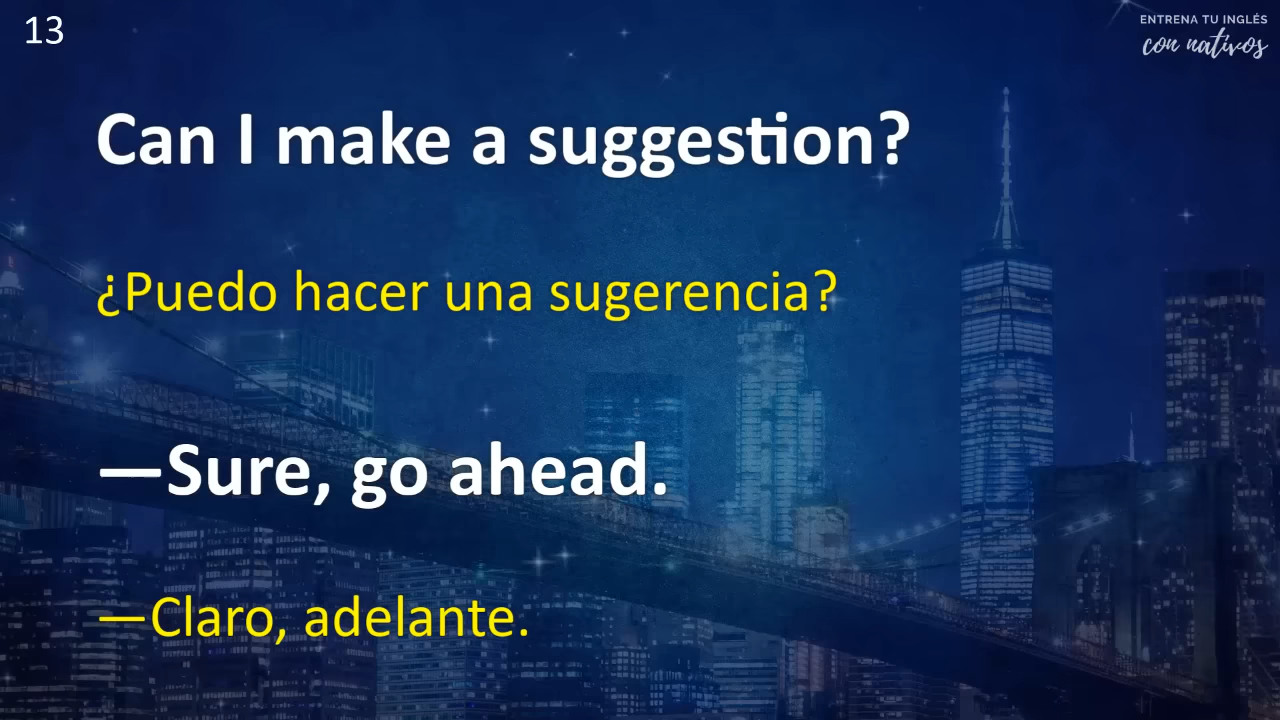 13
ENTRENA TU INGLÉS
con nativos
Can I make a suggestion?
¿Puedo hacer una sugerencia?
—Sure, go ahead.
—Claro, adelante.